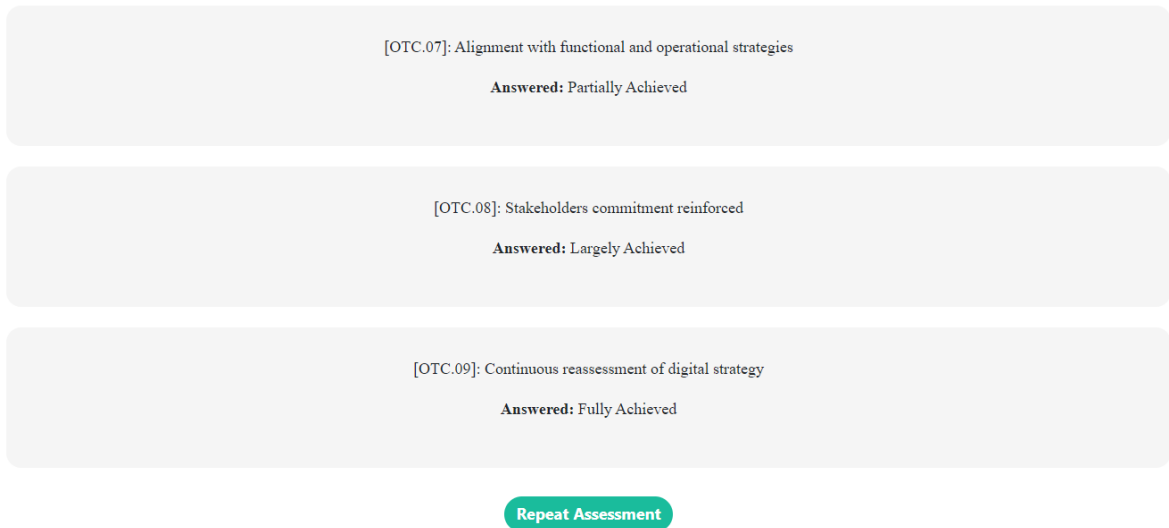 [OTC.07]: Alignment with functional and operational strategies
Answered: Partially Achieved
[OTC.08]: Stakeholders commitment reinforced
Answered: Largely Achieved
[OTC.09]: Continuous reassessment of digital strategy
Answered: Fully Achieved
Repeat Assessment